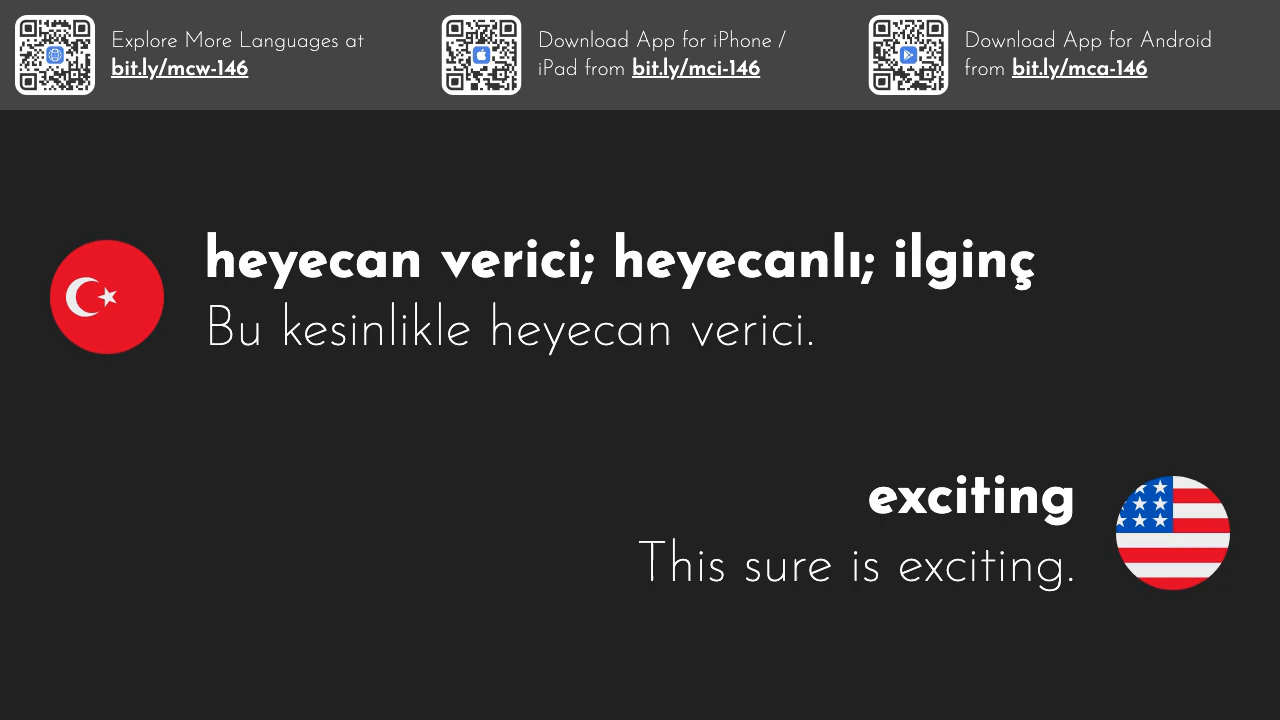 Explore More Languages at
bit.ly/mcw-146
Download App for iPhone /
iPad from bit.ly/mci-146
Download App for Android
from bit.ly/mca-146
heyecan verici; heyecanlı; ilginç
Bu kesinlikle heyecan verici.
exciting
This sure is exciting.